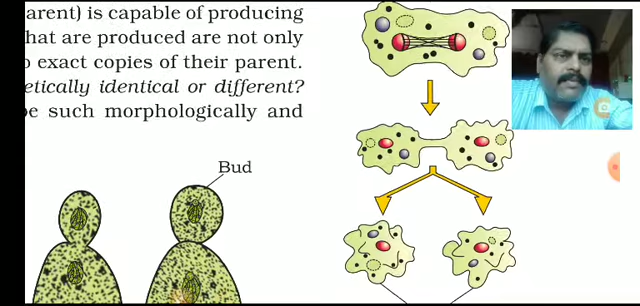 arent) is capable of producing
hat are produced are not only
exact copies of their parent.
etically identical or different?
be such morphologically and
Bud